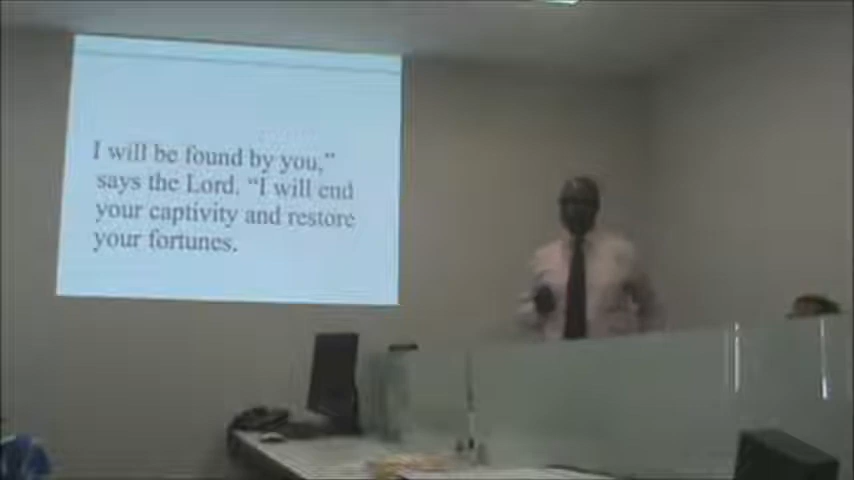 I will be found by you,”
says the Lord. “I will end
your captivity and restore
your fortunes.